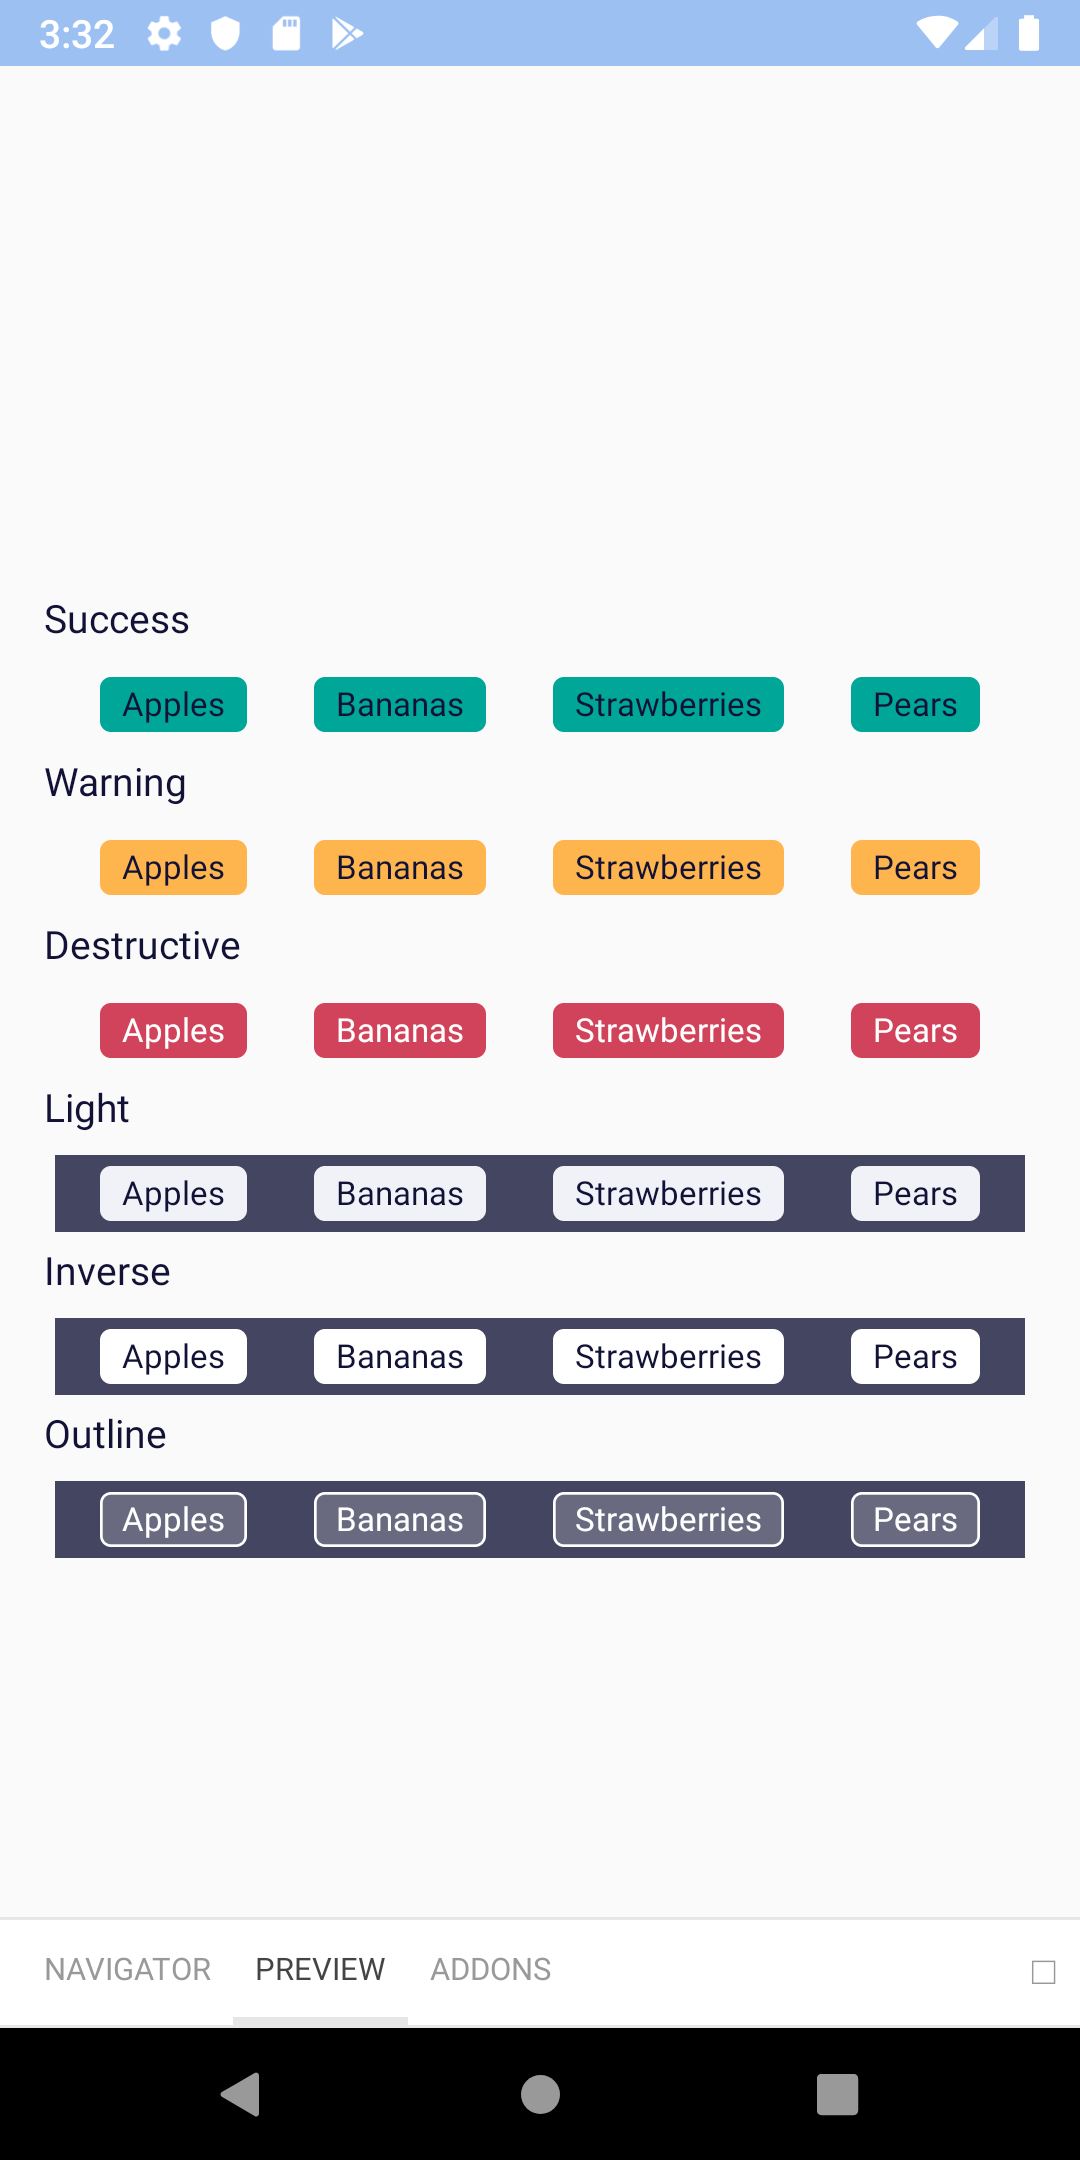 3:32
Success
Apples Bananas Strawberries Pears
Warning
Apples Bananas Strawberries Pears
Destructive
Apples Bananas Strawberries Pears
Light
Apples Bananas Strawberries Pears
Inverse
Apples Bananas Strawberries Pears
Outline
Apples Bananas Strawberries Pears
NAVIGATOR PREVIEW ADDONS